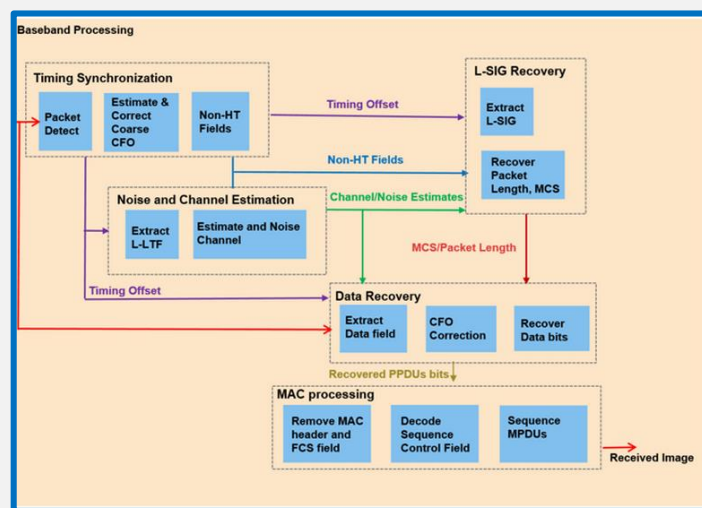 Baseband Processing
Timing Synchronization
Packet
Detect
Estimate &
Correct
Coarse
CFO
Non-HT
Fields
Timing Offset
L-SIG Recovery
Extract
L-SIG
Recover
Packet
Length, MCS
Non-HT Fields
Noise and Channel Estimation
Extract
L-LTF
Estimate and Noise
Channel
Channel/Noise Estimates
MCS/Packet Length
Timing Offset
Data Recovery
Extract
Data field
CFO
Correction
Recover
Data bits
Recovered PPDUs bits
MAC processing
Remove MAC
header and
FCS field
Decode
Sequence
Control Field
Sequence
MPDUs
Received Image